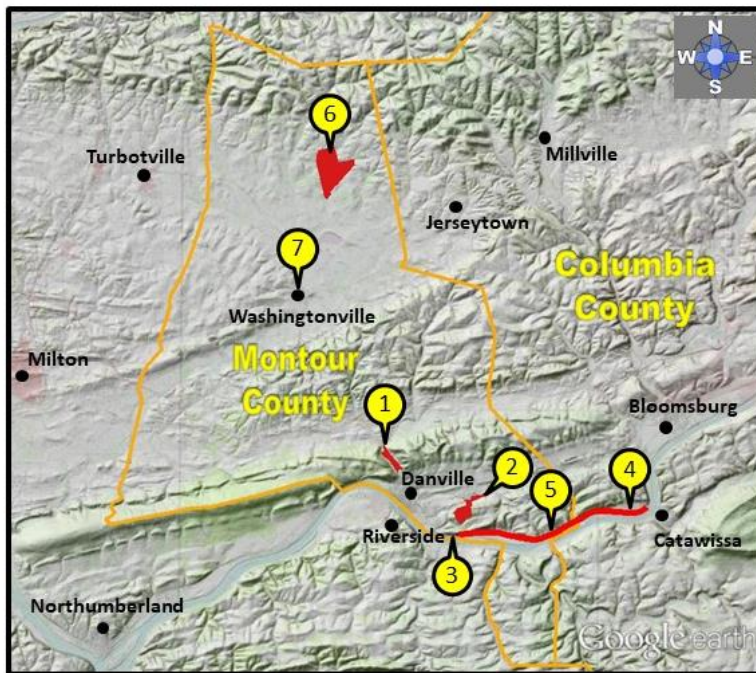 N
W E
S
6
Turbotville
Millville
Jerseytown
7
Columbia
County
Washingtonville
Montour
County
Milton
1
Bloomsburg
2
Danville
5
4
Riverside
Catawissa
3
Northumberland
Google earth